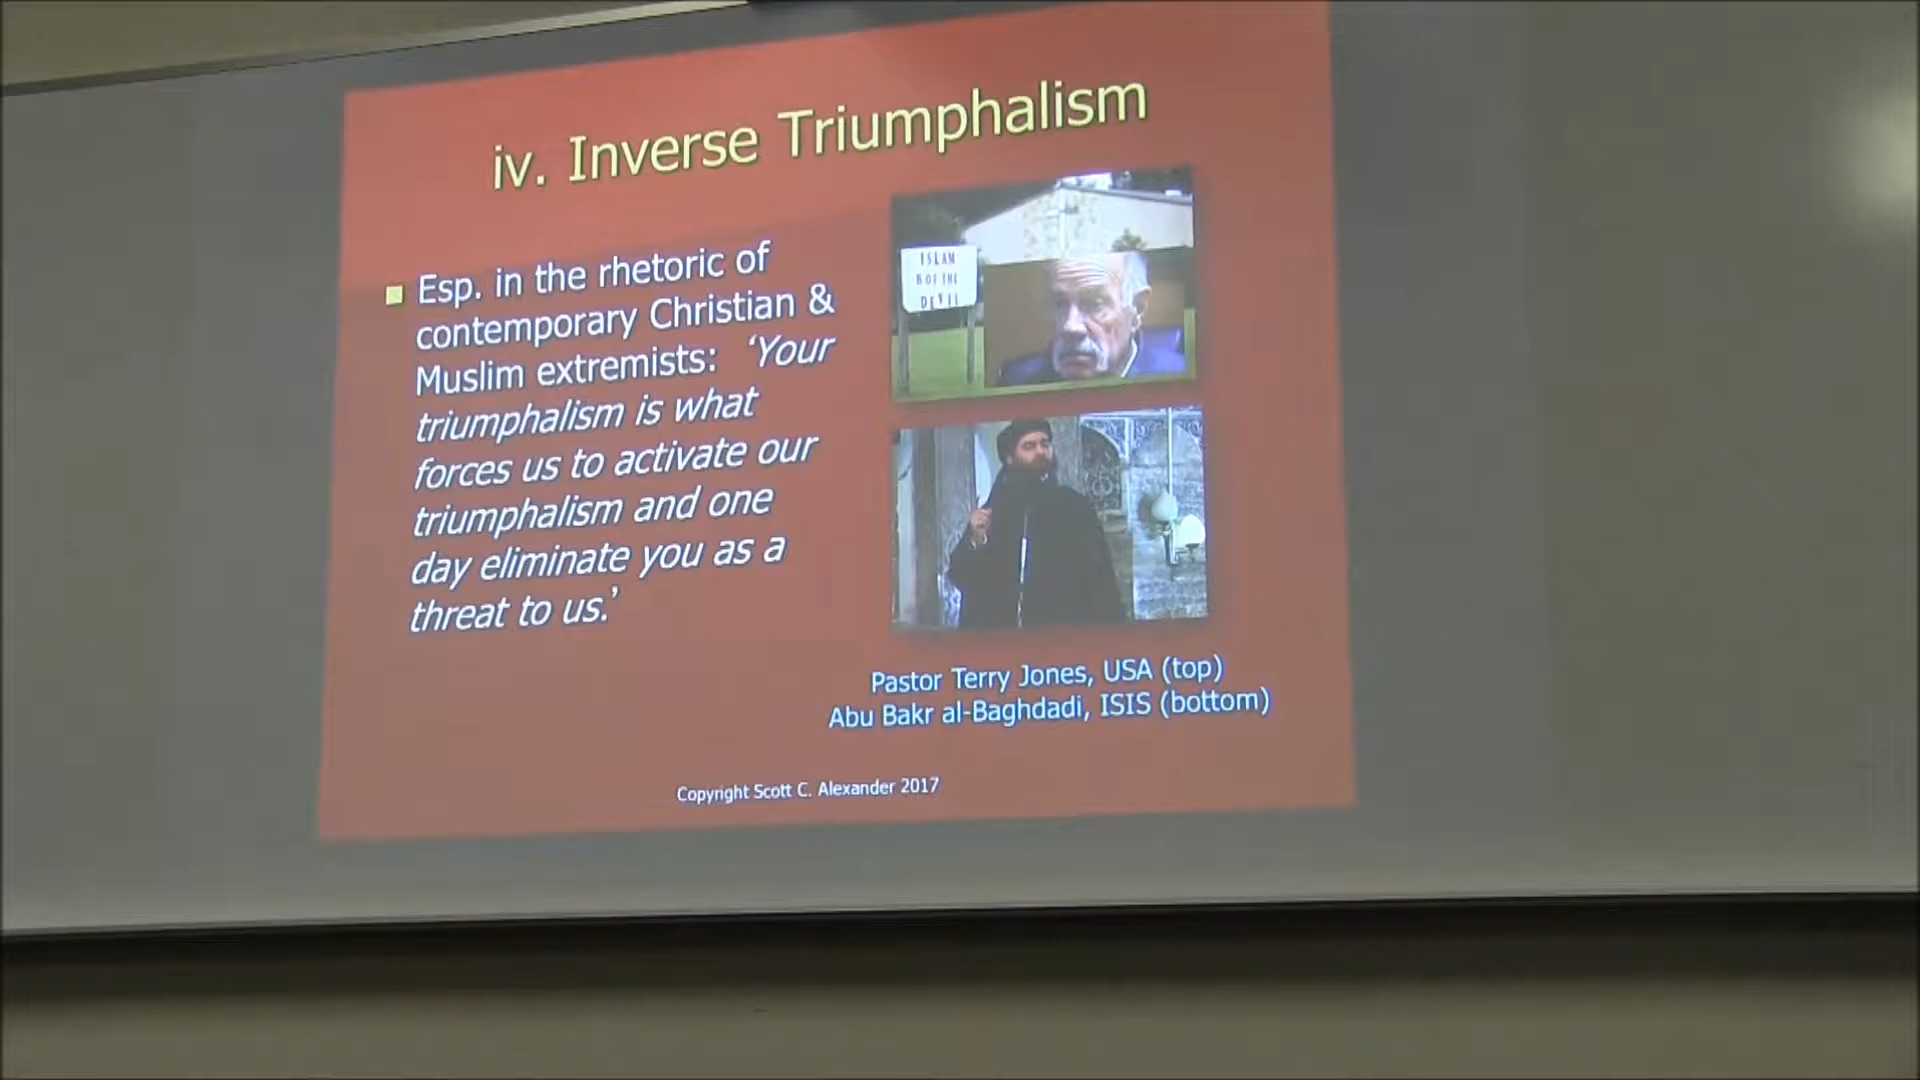 iv. Inverse Triumphalism
Esp. in the rhetoric of
contemporary Christian &
Muslim extremists: ‘Your
triumphalism is what
forces us to activate our
triumphalism and one
day eliminate you as a
threat to us.’
ISLAM
IS OF THE
DEVIL
Pastor Terry Jones, USA (top)
Abu Bakr al-Baghdadi, ISIS (bottom)
Copyright Scott C. Alexander 2017